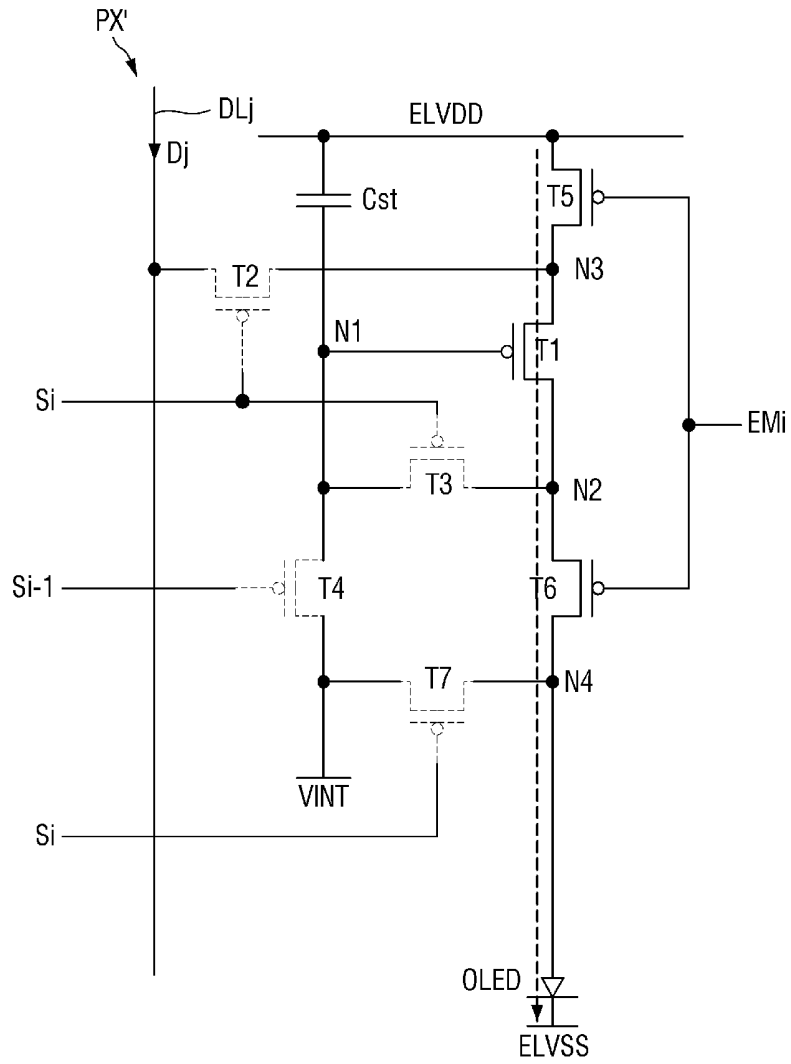 PX'
DLj
ELVDD
Dj
Cst
T5
T2
N3
N1
T1
Si
EMi
T3
N2
Si-1
T4
T6
T7
N4
VINT
Si
OLED
ELVSS